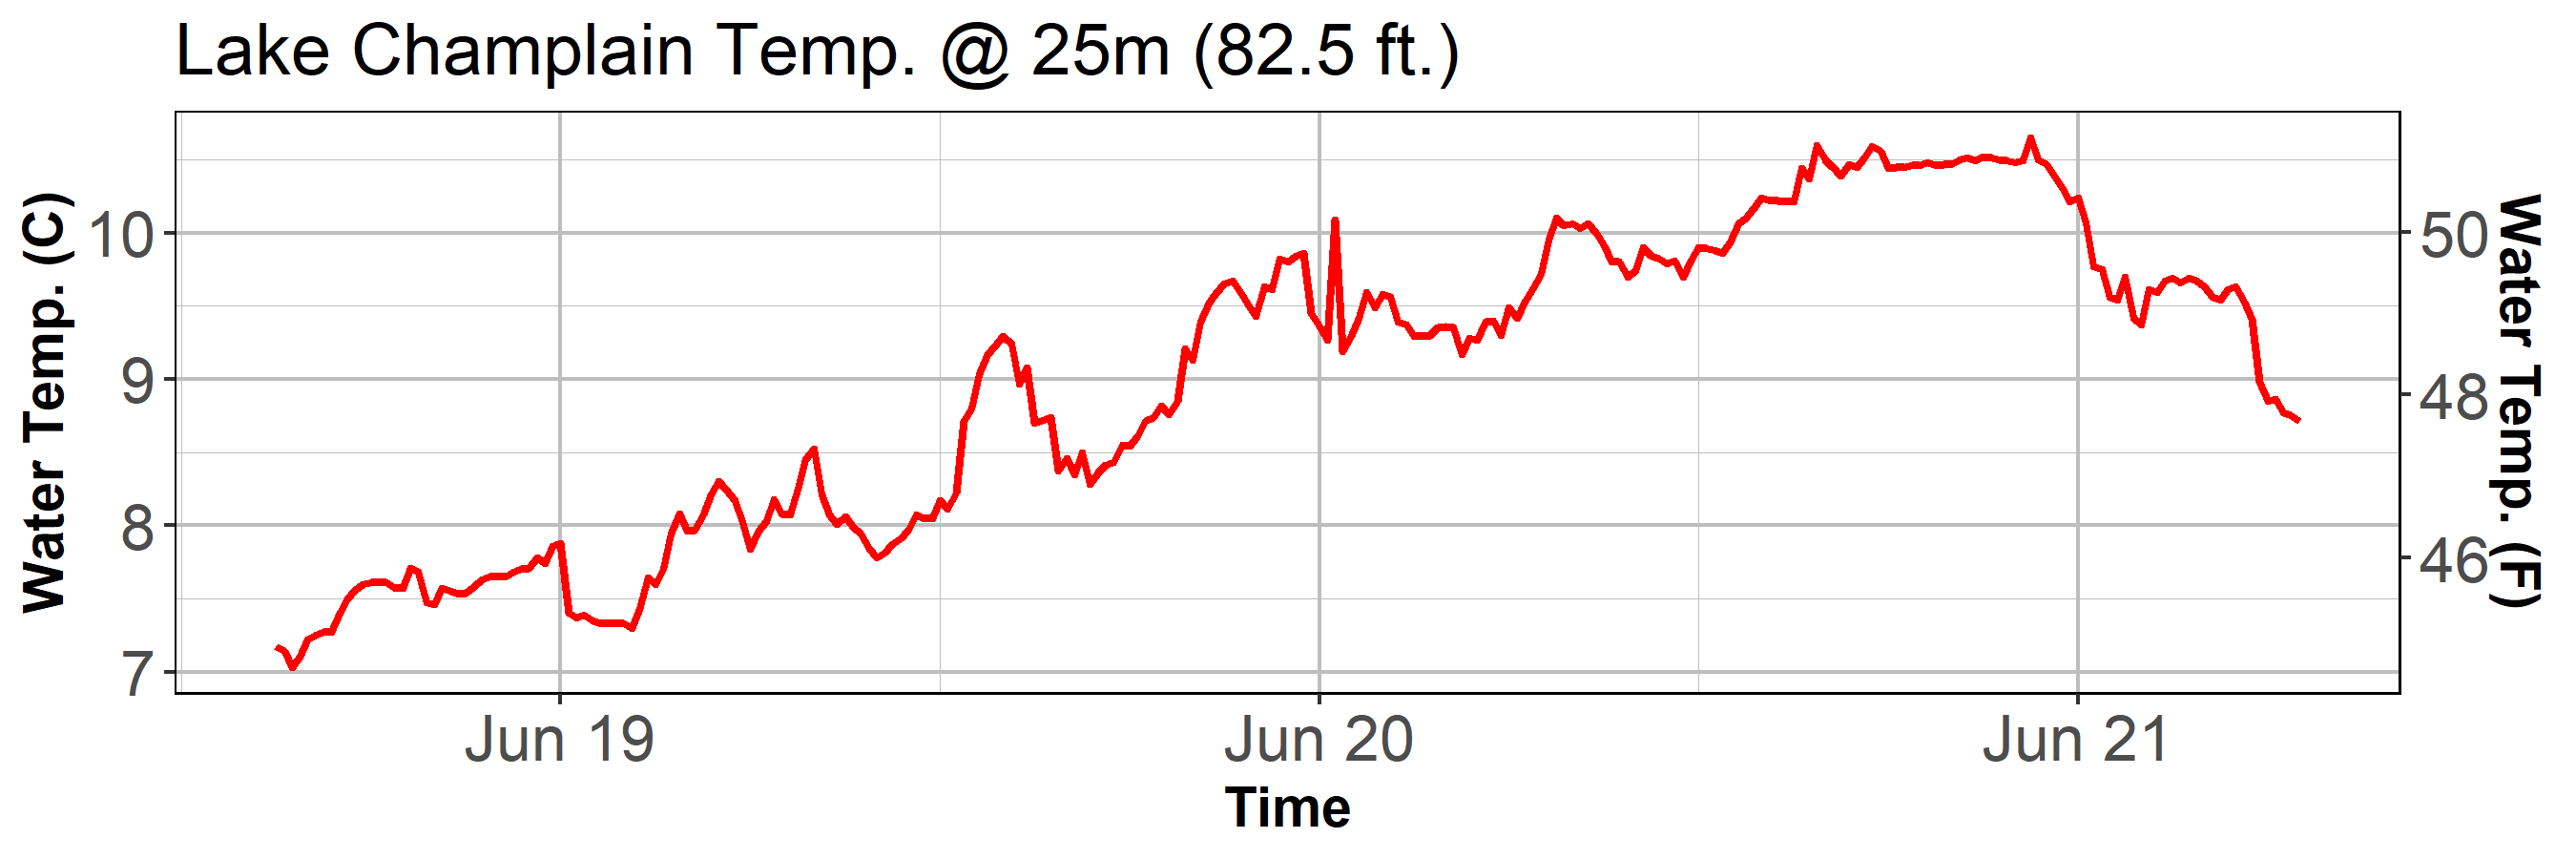 Lake Champlain Temp. @ 25m (82.5 ft.)
Water Temp. (C)
10
9
8
7
50
48
46
Water Temp. (F)
Jun 19
Jun 20
Jun 21
Time